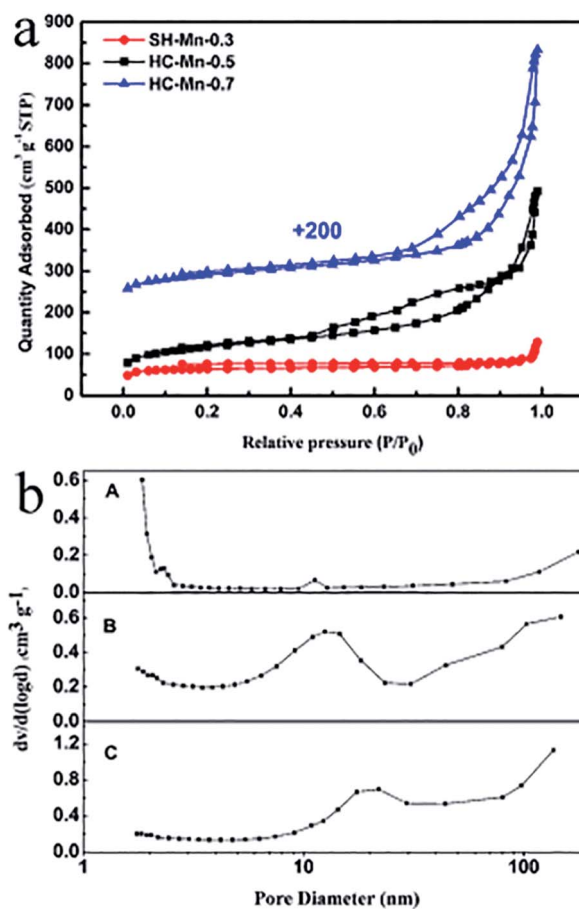 a
SH-Mn-0.3
HC-Mn-0.5
HC-Mn-0.7
+200
Quantity Adsorbed (cm³ g⁻¹ STP)
900
800
700
600
500
400
300
200
100
0
0.0 0.2 0.4 0.6 0.8 1.0
Relative pressure (P/P₀)
b
A
B
C
dv/d(logd) /cm³ g-1,
0.6
0.4
0.2
0.0
0.6
0.4
0.2
0.0
1.2
0.8
0.4
0.0
1 10 100
Pore Diameter (nm)